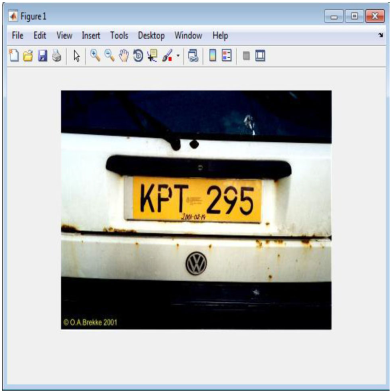 Figure 1
File Edit View Insert Tools Desktop Window Help
KPT 295
© O.A.Brekke 2001